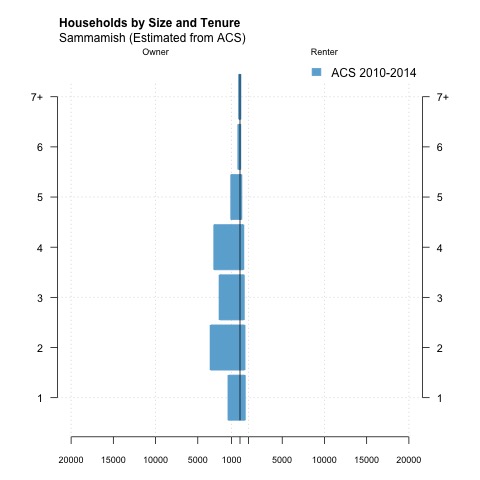 Households by Size and Tenure
Sammamish (Estimated from ACS)
Owner Renter
ACS 2010-2014
7+ 7+
6 6
5 5
4 4
3 3
2 2
1 1
20000 15000 10000 5000 1000 5000 10000 15000 20000